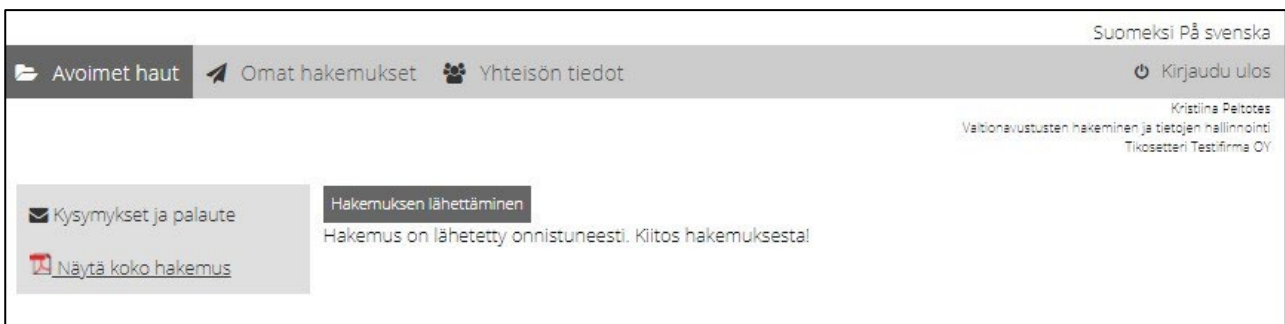 Suomeksi På svenska
Avoimet haut Omat hakemukset Yhteisön tiedot Kirjaudu ulos
Kristiina Peltotes
Valtionavustusten hakeminen ja tietojen hallinnointi
Tikosetteri Testifirma OY
Kysymykset ja palaute
Näytä koko hakemus
Hakemuksen lähettäminen
Hakemus on lähetetty onnistuneesti. Kiitos hakemuksesta!